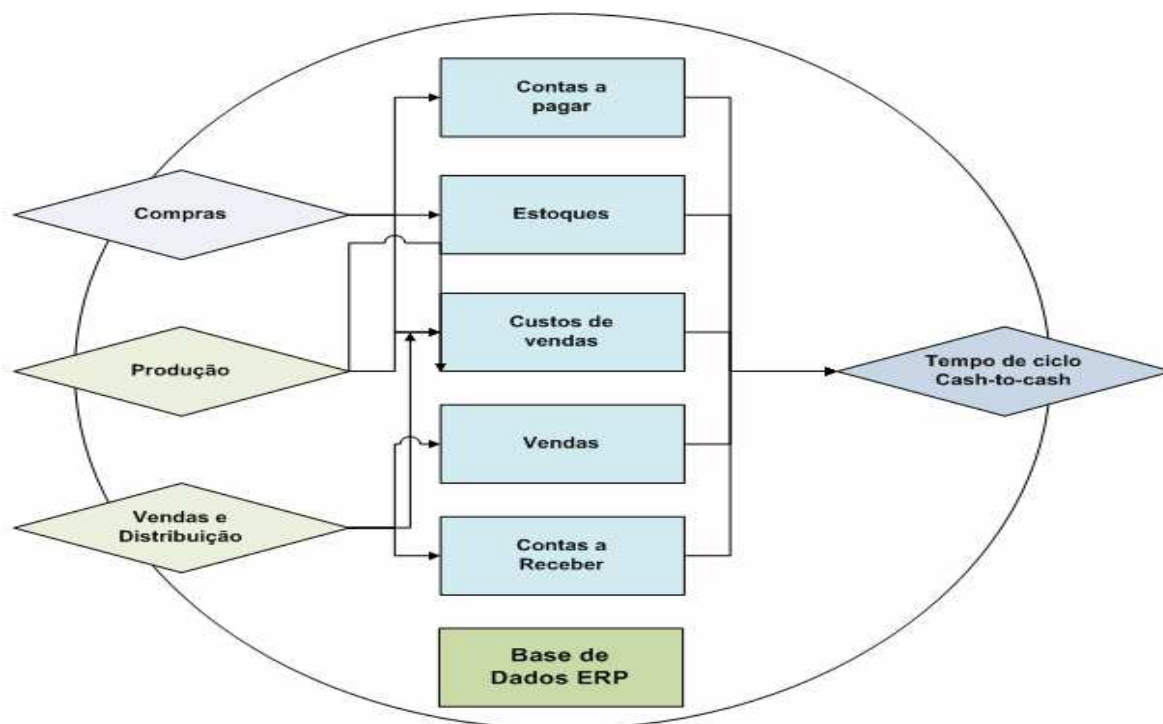 Contas a
pagar
Compras
Estoques
Produção
Custos de
vendas
Tempo de ciclo
Cash-to-cash
Vendas
Vendas e
Distribuição
Contas a
Receber
Base de
Dados ERP